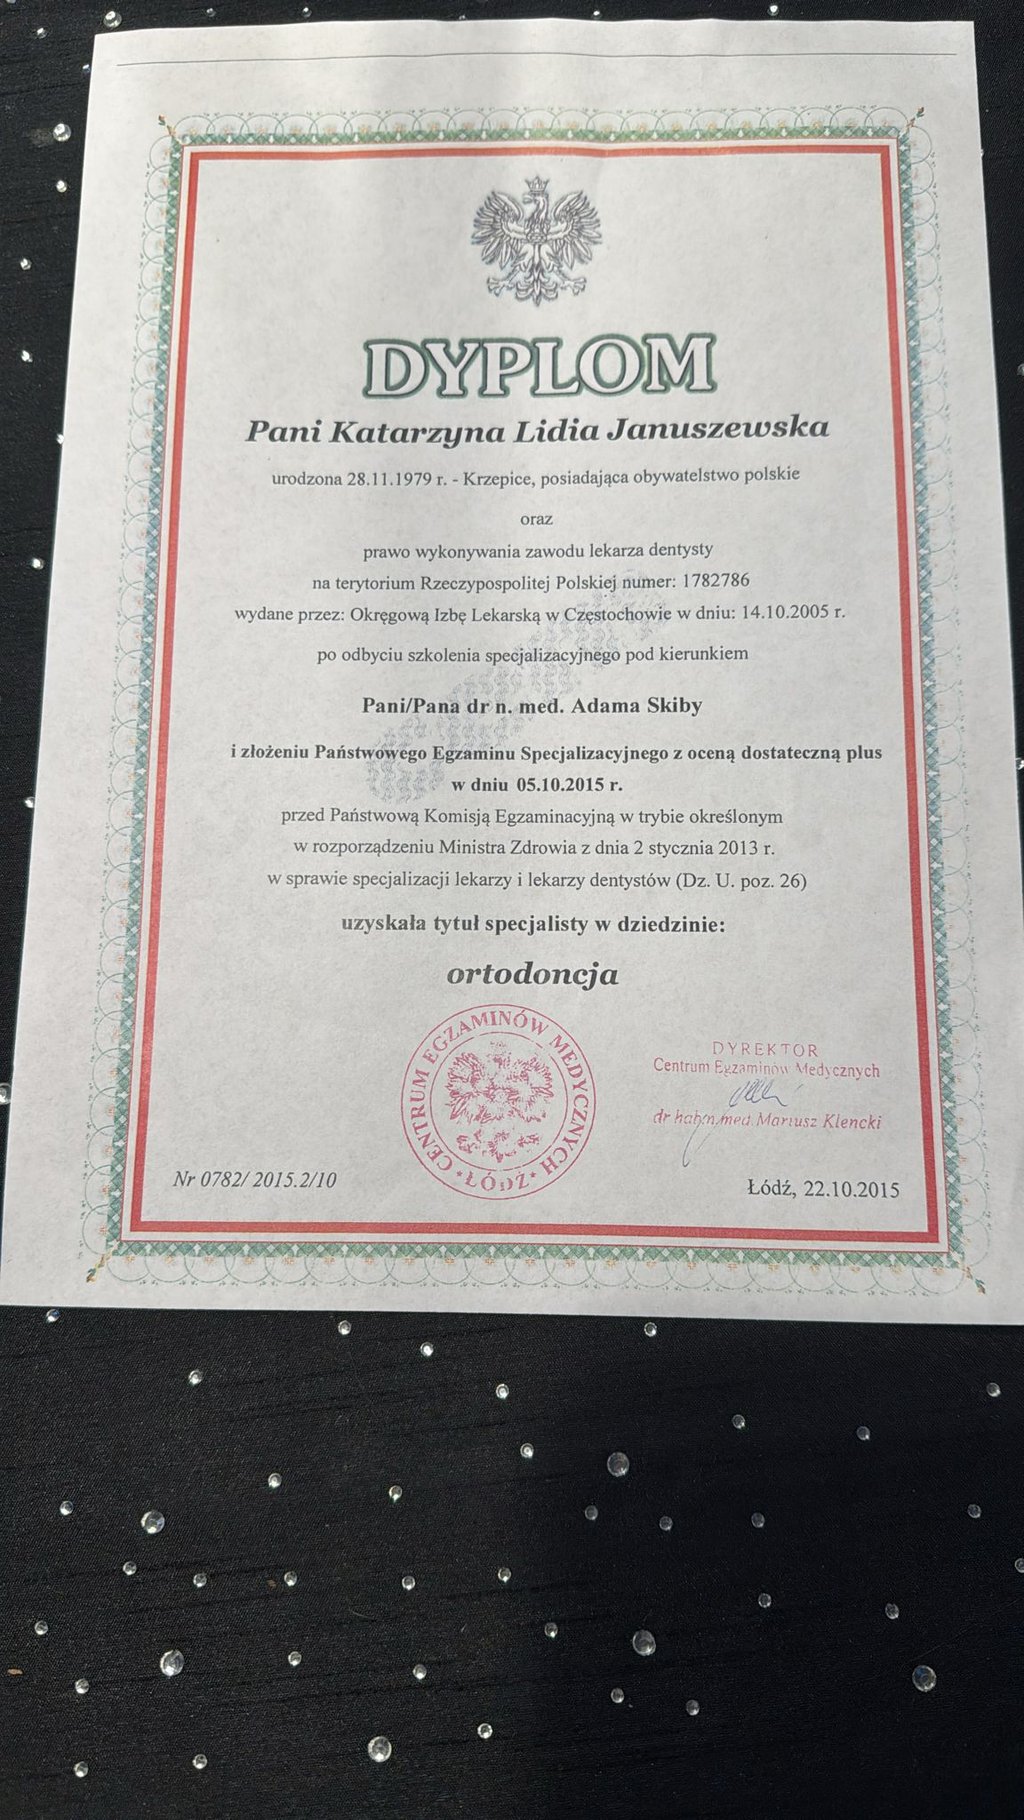 DYPLOM
Pani Katarzyna Lidia Januszewska
urodzona 28.11.1979 r. - Krzepice, posiadająca obywatelstwo polskie
oraz
prawo wykonywania zawodu lekarza dentysty
na terytorium Rzeczypospolitej Polskiej numer: 1782786
wydane przez: Okręgową Izbę Lekarską w Częstochowie w dniu: 14.10.2005 r.
po odbyciu szkolenia specjalizacyjnego pod kierunkiem
Pani/Pana dr n. med. Adama Skiby
i złożeniu Państwowego Egzaminu Specjalizacyjnego z oceną dostateczną plus
w dniu 05.10.2015 r.
przed Państwową Komisją Egzaminacyjną w trybie określonym
w rozporządzeniu Ministra Zdrowia z dnia 2 stycznia 2013 r.
w sprawie specjalizacji lekarzy i lekarzy dentystów (Dz. U. poz. 26)
uzyskała tytuł specjalisty w dziedzinie:
ortodoncja
CENTRUM EGZAMINÓW MEDYCZNYCH
* ŁÓDŹ *
DYREKTOR
Centrum Egzaminów Medycznych
dr hab.n.med. Mariusz Klencki
Nr 0782/ 2015.2/10
Łódź, 22.10.2015